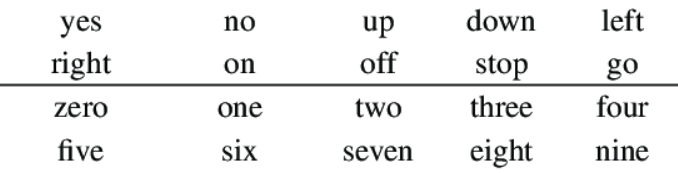 yes no up down left
right on off stop go
zero one two three four
five six seven eight nine